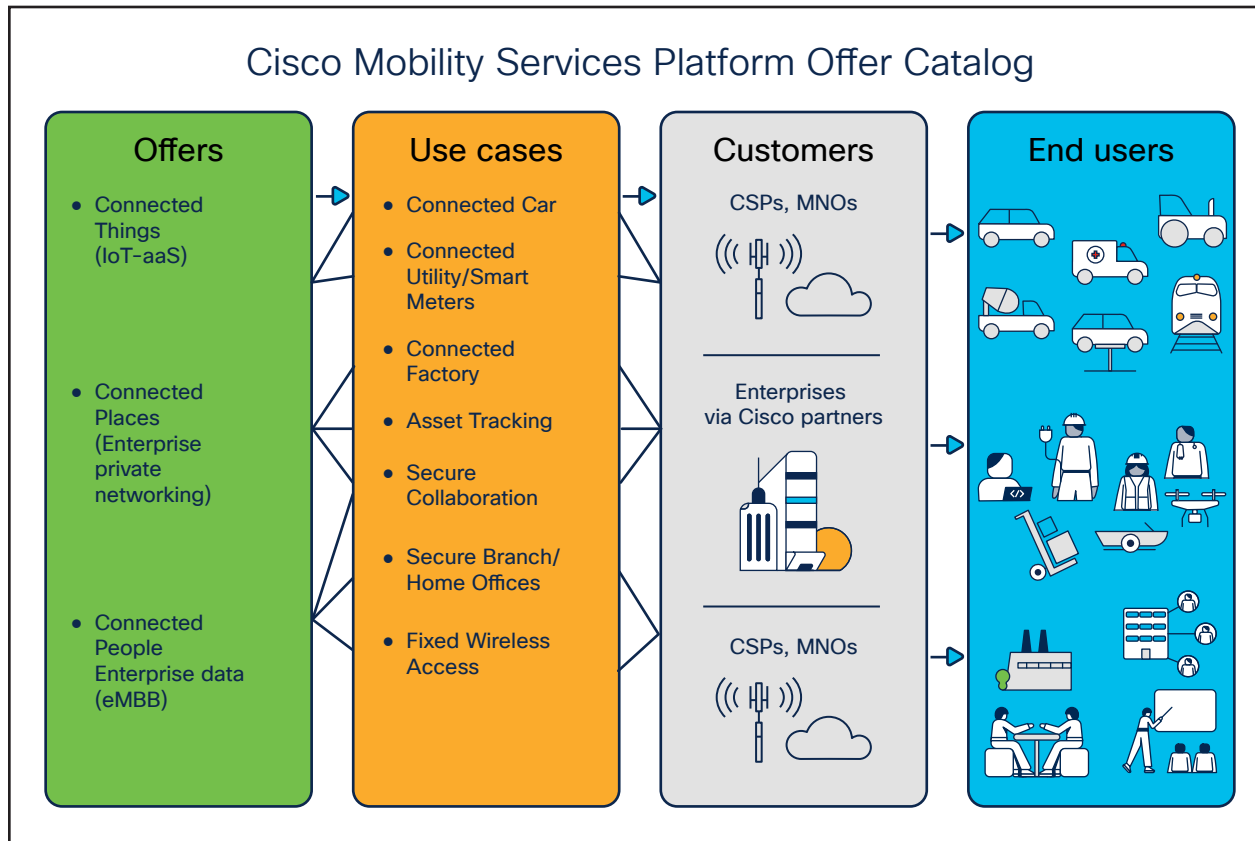 Cisco Mobility Services Platform Offer Catalog
Offers
• Connected
Things
(IoT-aaS)
• Connected
Places
(Enterprise
private
networking)
• Connected
People
Enterprise data
(eMBB)
Use cases
• Connected Car
• Connected
Utility/Smart
Meters
• Connected
Factory
• Asset Tracking
• Secure
Collaboration
• Secure Branch/
Home Offices
• Fixed Wireless
Access
Customers
CSPs, MNOs
Enterprises
via Cisco partners
CSPs, MNOs
End users
</>